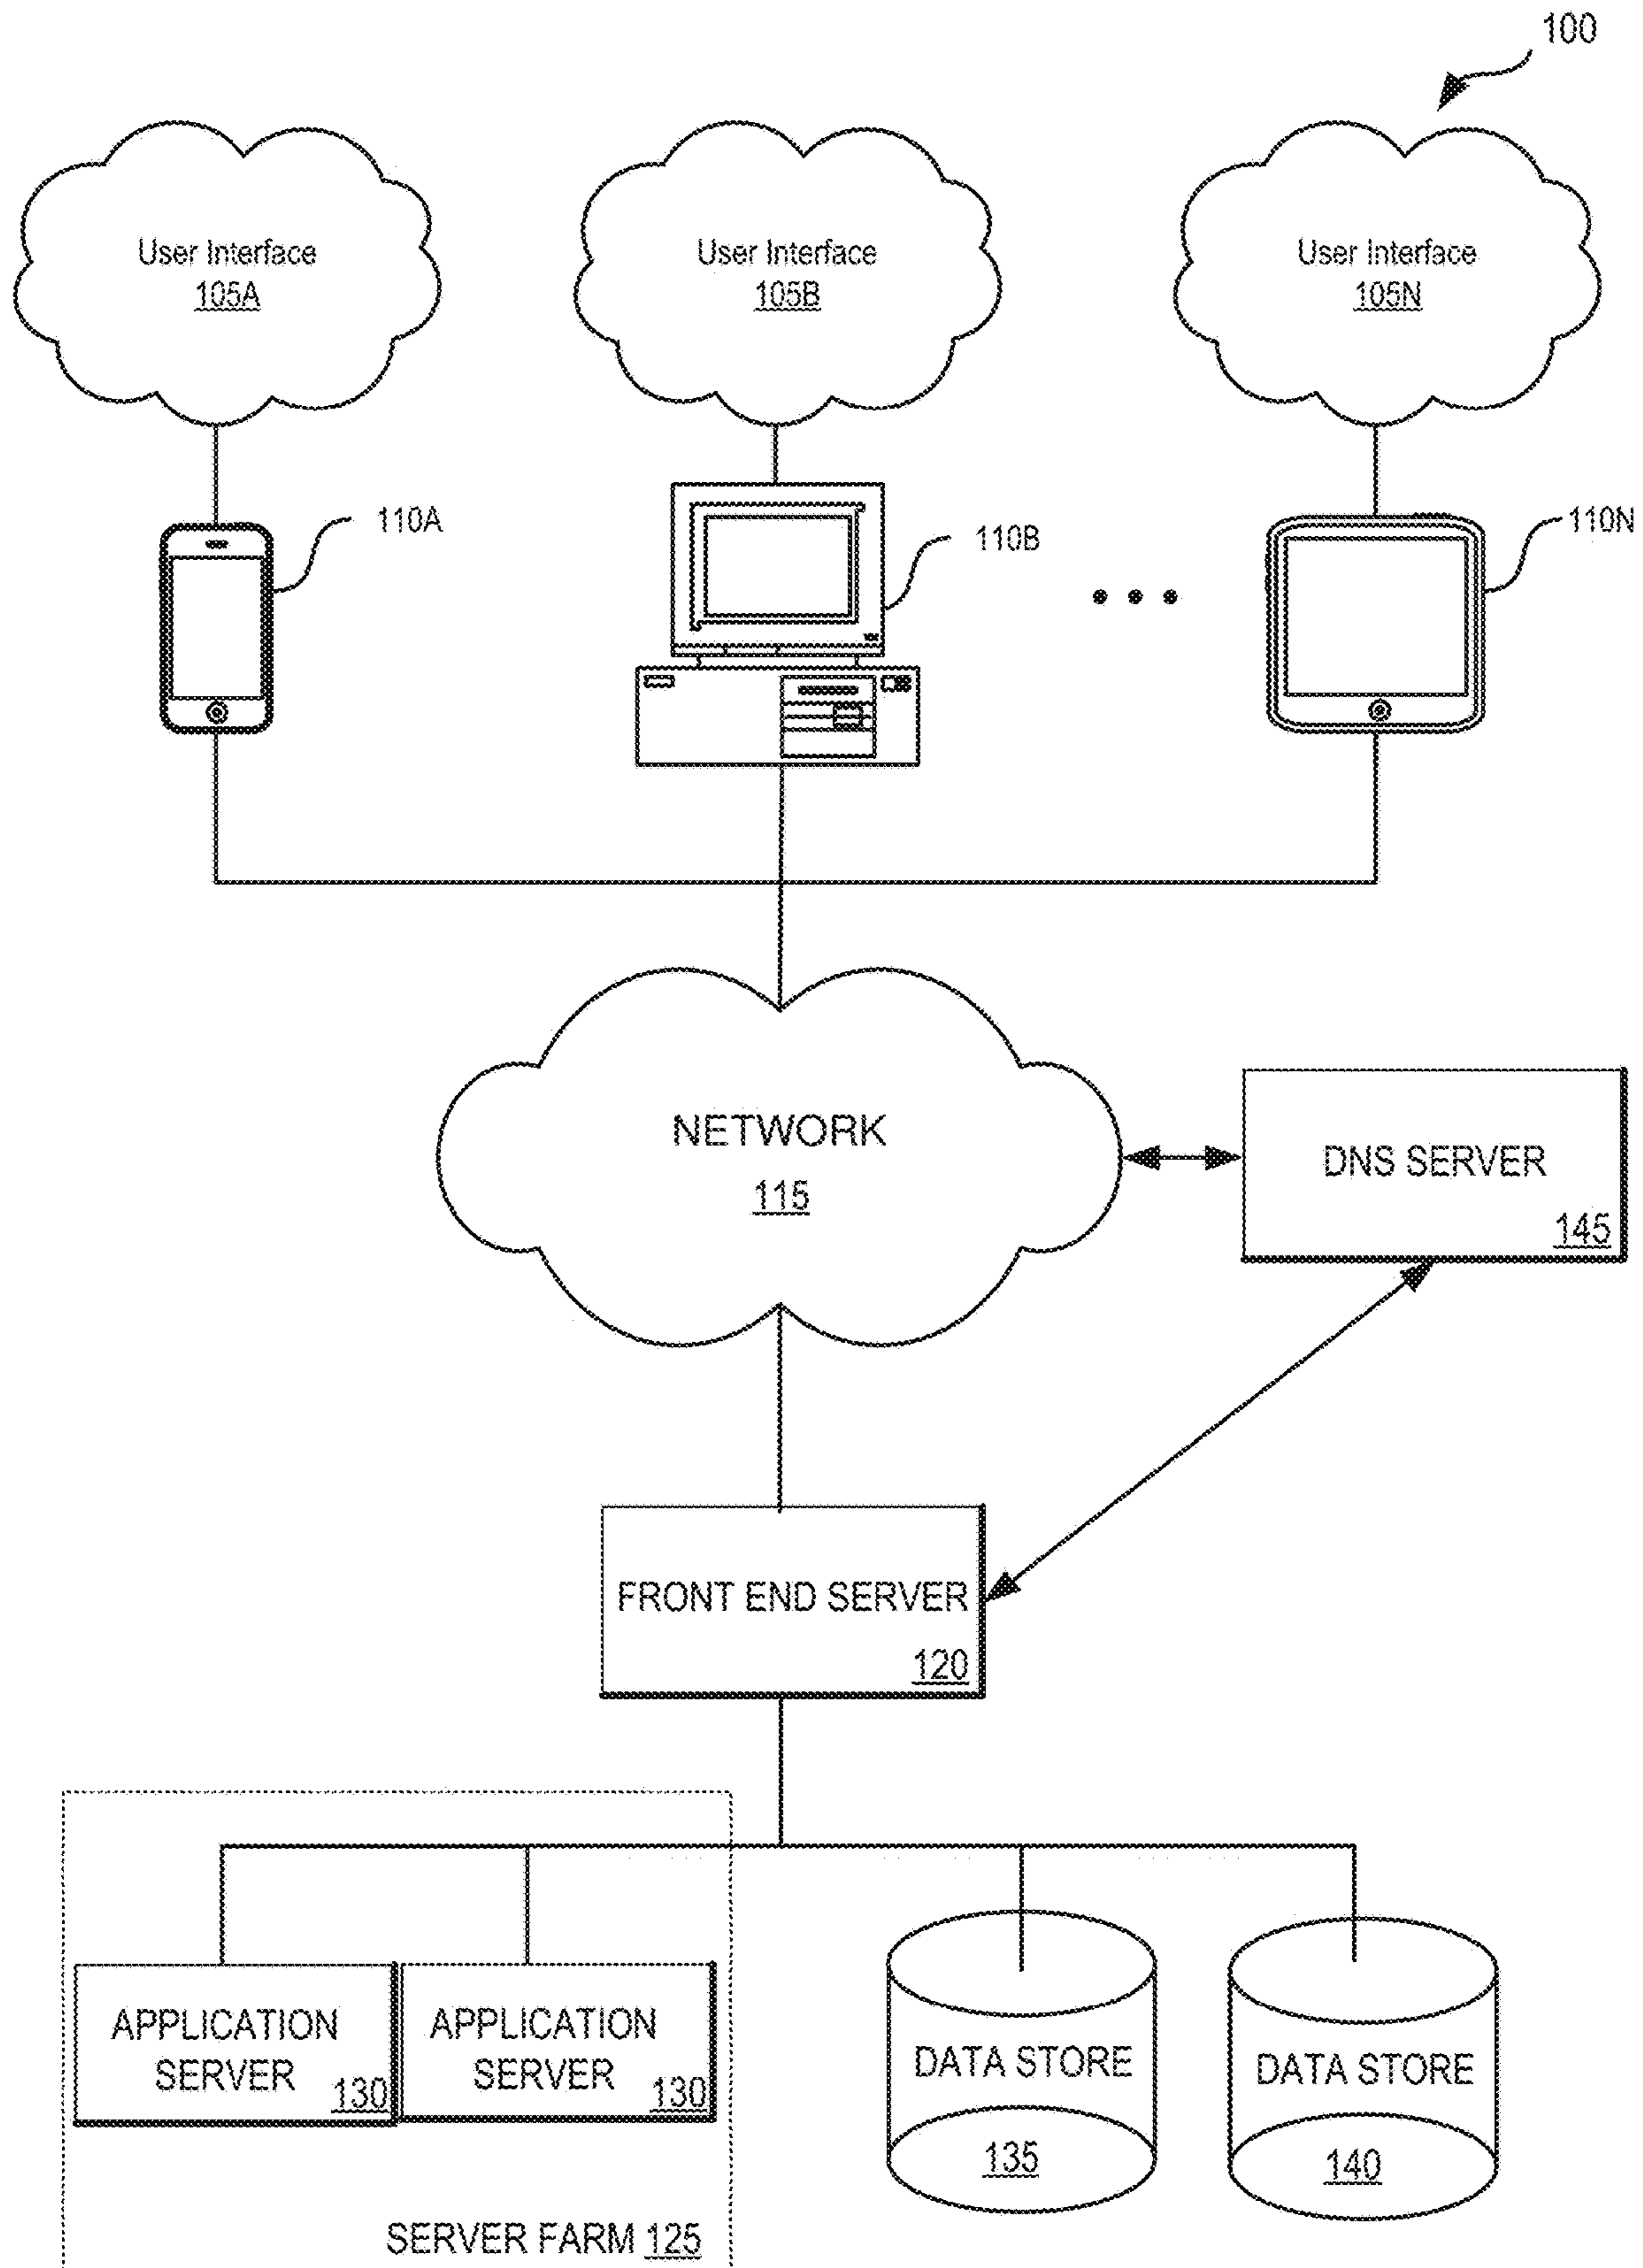 100
User Interface
105A
User Interface
105B
User Interface
105N
110A
110B
110N
NETWORK
115
DNS SERVER
145
FRONT END SERVER
120
APPLICATION
SERVER
130
APPLICATION
SERVER
130
DATA STORE
135
DATA STORE
140
SERVER FARM 125